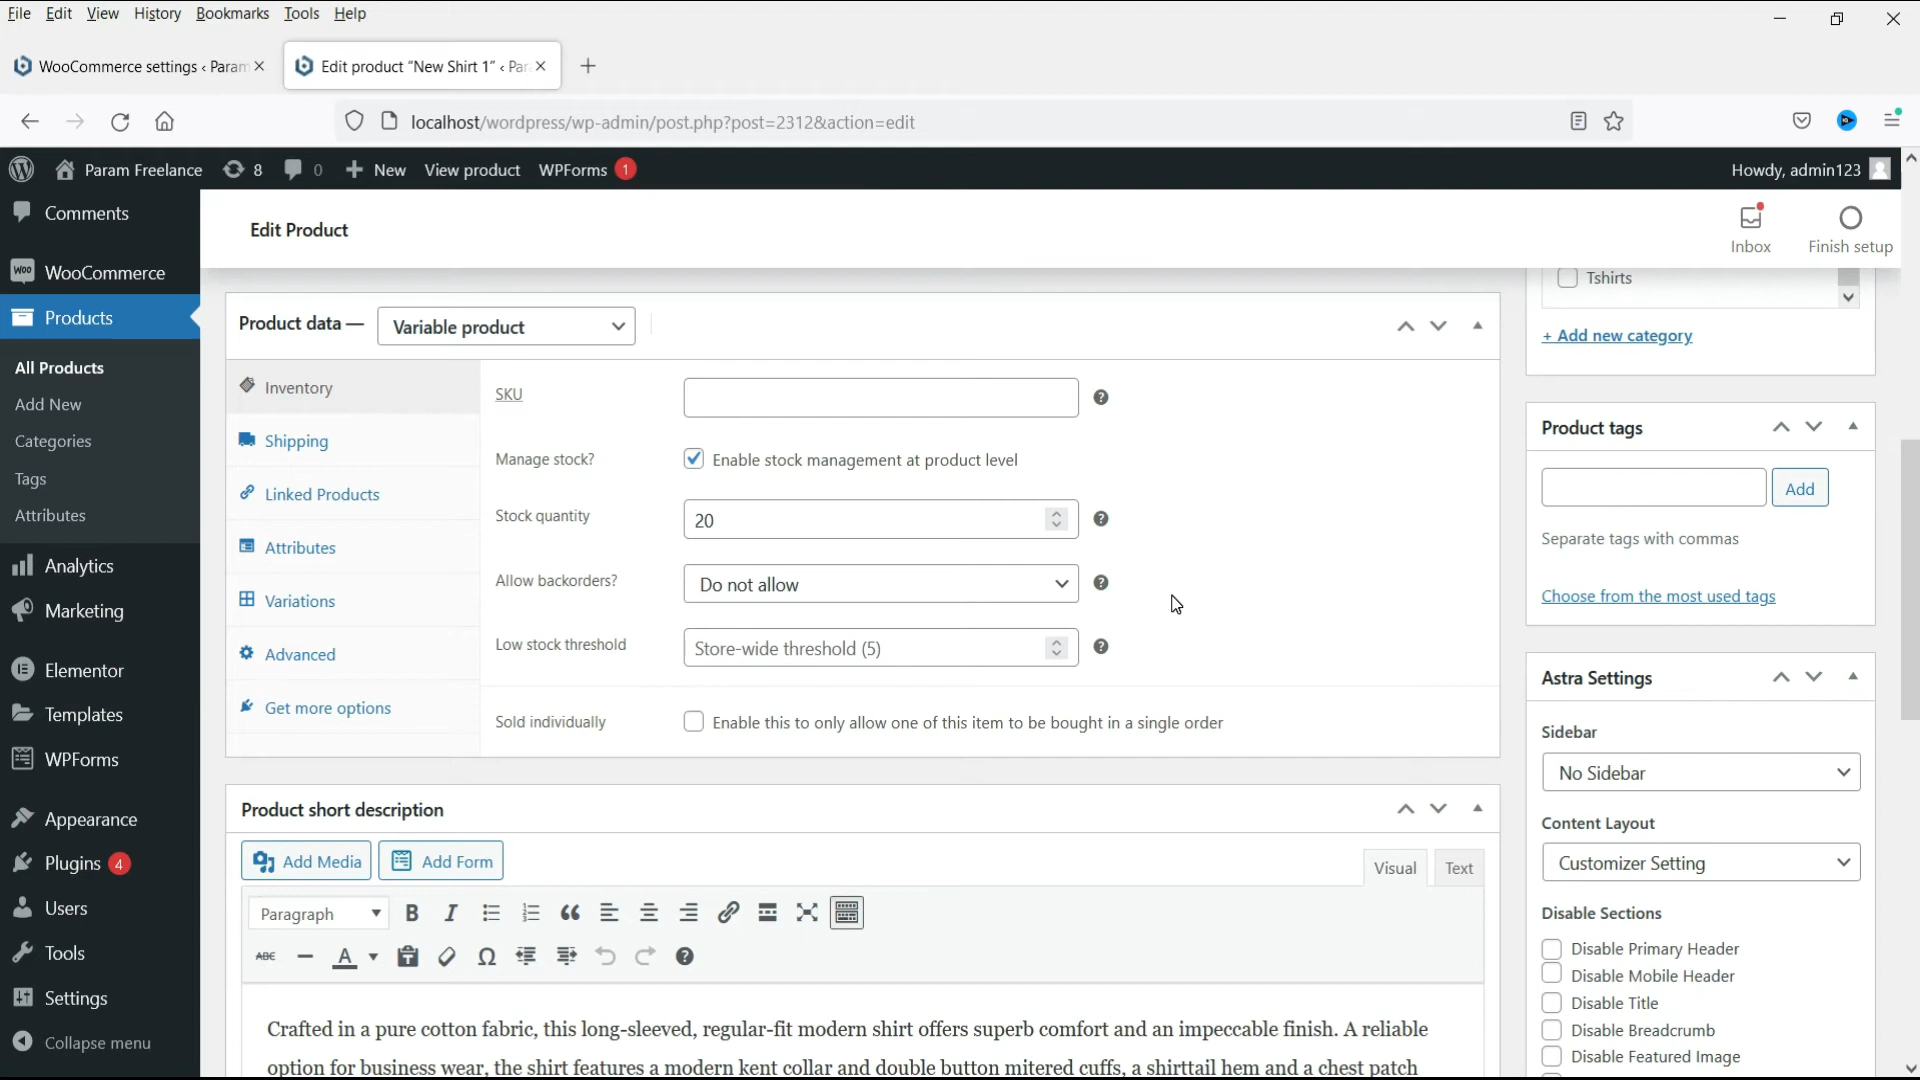 File Edit View History Bookmarks Tools Help
WooCommerce settings ‹ Param
Edit product “New Shirt 1” ‹ Par
localhost/wordpress/wp-admin/post.php?post=2312&action=edit
Param Freelance 8 0 New View product WPForms 1
Howdy, admin123
Comments
WooCommerce
Products
All Products
Add New
Categories
Tags
Attributes
Analytics
Marketing
Elementor
Templates
WPForms
Appearance
Plugins 4
Users
Tools
Settings
Collapse menu
Edit Product
Inbox
Finish setup
Product data — Variable product
Inventory
Shipping
Linked Products
Attributes
Variations
Advanced
Get more options
SKU
Manage stock? Enable stock management at product level
Stock quantity 20
Allow backorders? Do not allow
Low stock threshold Store-wide threshold (5)
Sold individually Enable this to only allow one of this item to be bought in a single order
Product short description
Add Media Add Form
Visual Text
Paragraph
ABC
Crafted in a pure cotton fabric, this long-sleeved, regular-fit modern shirt offers superb comfort and an impeccable finish. A reliable
option for business wear, the shirt features a modern kent collar and double button mitered cuffs, a shirttail hem and a chest patch
Tshirts
+ Add new category
Product tags
Add
Separate tags with commas
Choose from the most used tags
Astra Settings
Sidebar
No Sidebar
Content Layout
Customizer Setting
Disable Sections
Disable Primary Header
Disable Mobile Header
Disable Title
Disable Breadcrumb
Disable Featured Image